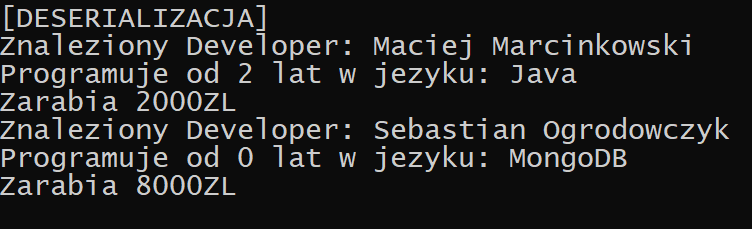 [DESERIALIZACJA]
Znaleziony Developer: Maciej Marcinkowski
Programuje od 2 lat w jezyku: Java
Zarabia 2000ZL
Znaleziony Developer: Sebastian Ogrodowczyk
Programuje od 0 lat w jezyku: MongoDB
Zarabia 8000ZL